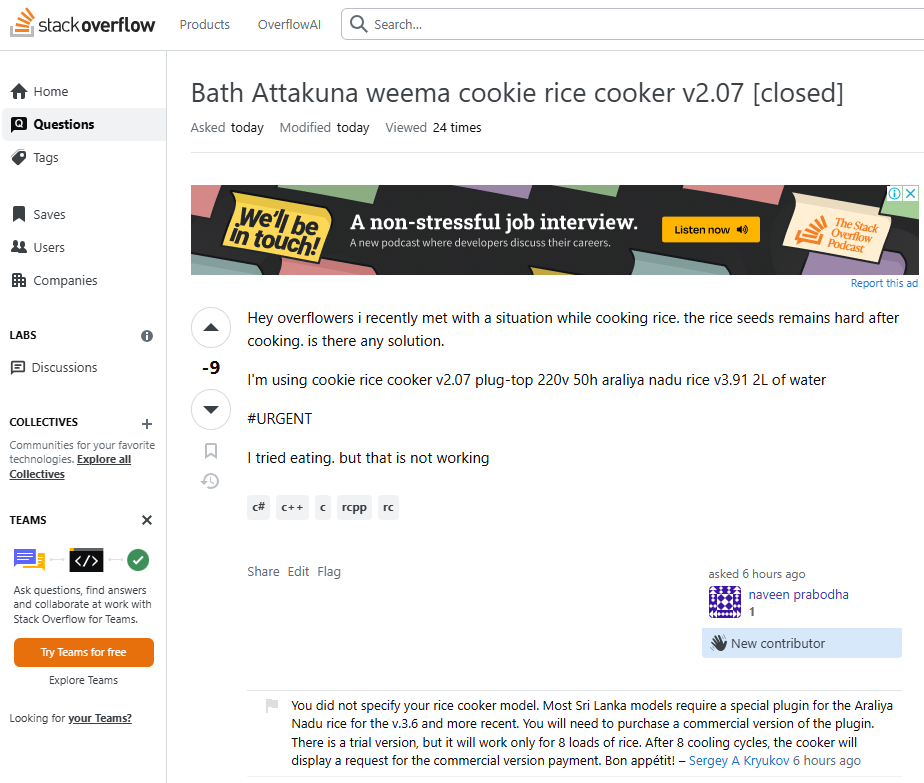 stackoverflow
Products
OverflowAI
Search...
Home
Questions
Tags
Saves
Users
Companies
LABS
Discussions
COLLECTIVES
Communities for your favorite
technologies. Explore all
Collectives
TEAMS
Ask questions, find answers
and collaborate at work with
Stack Overflow for Teams.
Try Teams for free
Explore Teams
Looking for your Teams?
Bath Attakuna weema cookie rice cooker v2.07 [closed]
Asked today Modified today Viewed 24 times
We'll be
in touch!
A non-stressful job interview.
A new podcast where developers discuss their careers.
Listen now
The Stack
Overflow
Podcast
Report this ad
-9
Hey overflowers i recently met with a situation while cooking rice. the rice seeds remains hard after
cooking. is there any solution.
I'm using cookie rice cooker v2.07 plug-top 220v 50h araliya nadu rice v3.91 2L of water
#URGENT
I tried eating. but that is not working
c# c++ c rcpp rc
Share Edit Flag
asked 6 hours ago
naveen prabodha
1
New contributor
You did not specify your rice cooker model. Most Sri Lanka models require a special plugin for the Araliya
Nadu rice for the v.3.6 and more recent. You will need to purchase a commercial version of the plugin.
There is a trial version, but it will work only for 8 loads of rice. After 8 cooling cycles, the cooker will
display a request for the commercial version payment. Bon appétit! – Sergey A Kryukov 6 hours ago